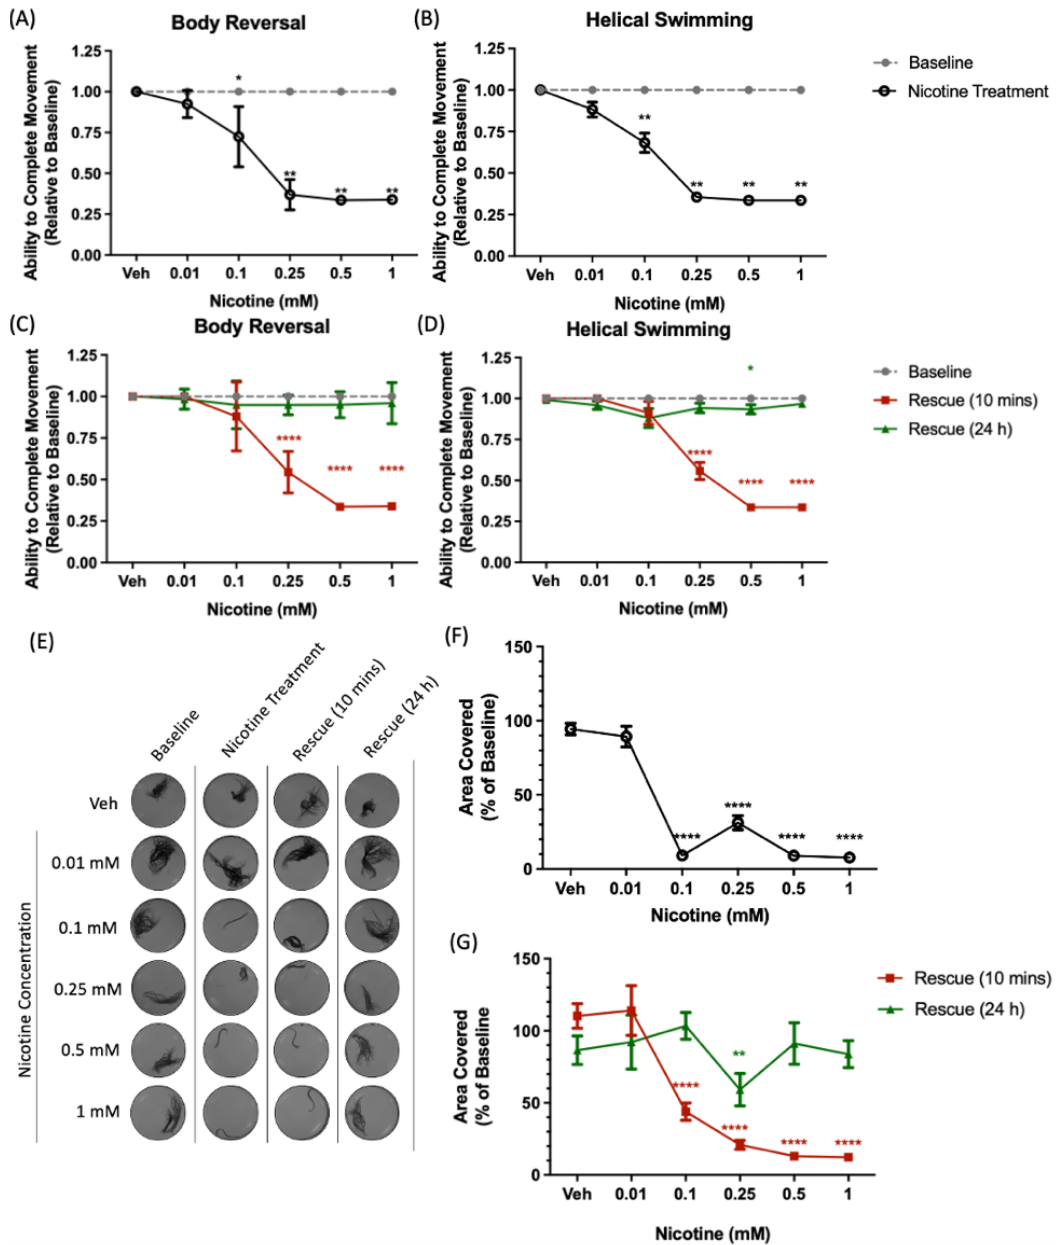 (A)
Body Reversal
Ability to Complete Movement
(Relative to Baseline)
1.25
1.00
0.75
0.50
0.25
0.00
*
**
**
**
Veh 0.01 0.1 0.25 0.5 1
Nicotine (mM)
(B)
Helical Swimming
Ability to Complete Movement
(Relative to Baseline)
1.25
1.00
0.75
0.50
0.25
0.00
**
**
**
**
Veh 0.01 0.1 0.25 0.5 1
Nicotine (mM)
Baseline
Nicotine Treatment
(C)
Body Reversal
Ability to Complete Movement
(Relative to Baseline)
1.25
1.00
0.75
0.50
0.25
0.00
****
****
****
Veh 0.01 0.1 0.25 0.5 1
Nicotine (mM)
(D)
Helical Swimming
Ability to Complete Movement
(Relative to Baseline)
1.25
1.00
0.75
0.50
0.25
0.00
*
****
****
****
Veh 0.01 0.1 0.25 0.5 1
Nicotine (mM)
Baseline
Rescue (10 mins)
Rescue (24 h)
(E)
Baseline
Nicotine Treatment
Rescue (10 mins)
Rescue (24 h)
Nicotine Concentration
Veh
0.01 mM
0.1 mM
0.25 mM
0.5 mM
1 mM
(F)
Area Covered
(% of Baseline)
150
100
50
0
****
****
****
****
Veh 0.01 0.1 0.25 0.5 1
Nicotine (mM)
(G)
Area Covered
(% of Baseline
150
100
50
0
**
****
****
****
****
Veh 0.01 0.1 0.25 0.5 1
Nicotine (mM)
Rescue (10 mins)
Rescue (24 h)